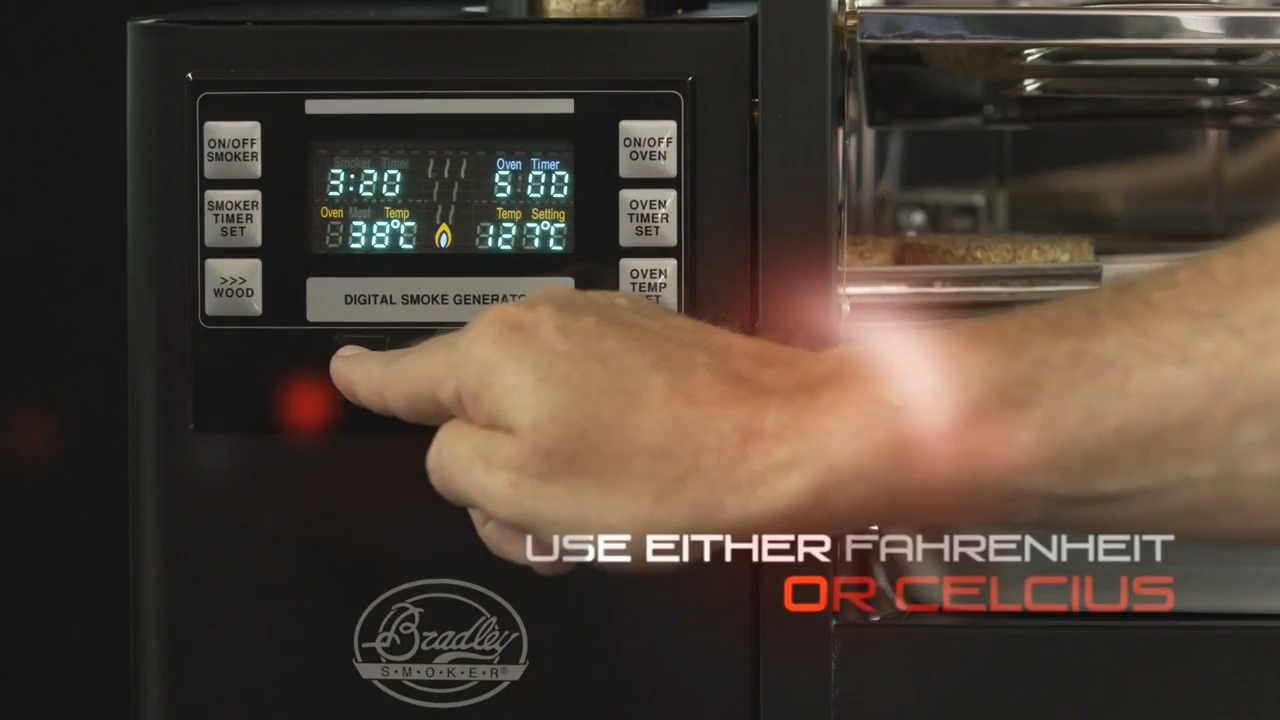 ON/OFF
SMOKER
SMOKER
TIMER
SET
>>>
WOOD
Smoker Timer
3:20
Oven Timer
5:00
Oven Meat Temp
38°C
Temp Setting
127°C
DIGITAL SMOKE GENERATO
ON/OFF
OVEN
OVEN
TIMER
SET
OVEN
TEMP
USE EITHER FAHRENHEIT
OR CELCIUS
Bradley
S•M•O•K•E•R®